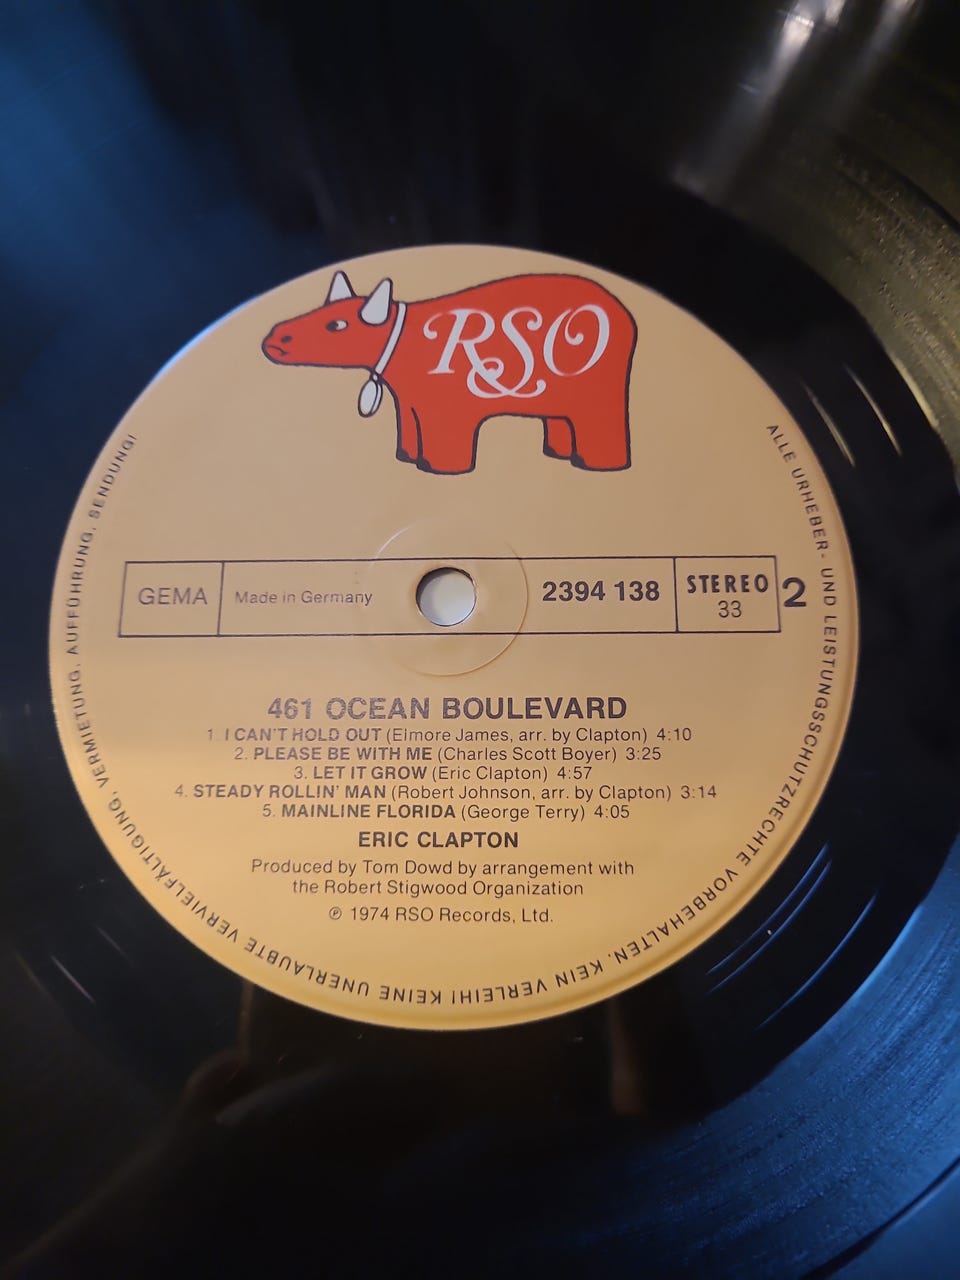 RSO
GEMA
Made in Germany
2394 138
STEREO
33
2
461 OCEAN BOULEVARD
1. I CAN'T HOLD OUT (Elmore James, arr. by Clapton) 4:10
2. PLEASE BE WITH ME (Charles Scott Boyer) 3:25
3. LET IT GROW (Eric Clapton) 4:57
4. STEADY ROLLIN' MAN (Robert Johnson, arr. by Clapton) 3:14
5. MAINLINE FLORIDA (George Terry) 4:05
ERIC CLAPTON
Produced by Tom Dowd by arrangement with
the Robert Stigwood Organization
℗ 1974 RSO Records, Ltd.
ALLE URHEBER- UND LEISTUNGSSCHUTZRECHTE VORBEHALTEN. KEIN VERLEIH! KEINE UNERLAUBTE VERVIELFÄLTIGUNG, VERMIETUNG, AUFFÜHRUNG, SENDUNG!